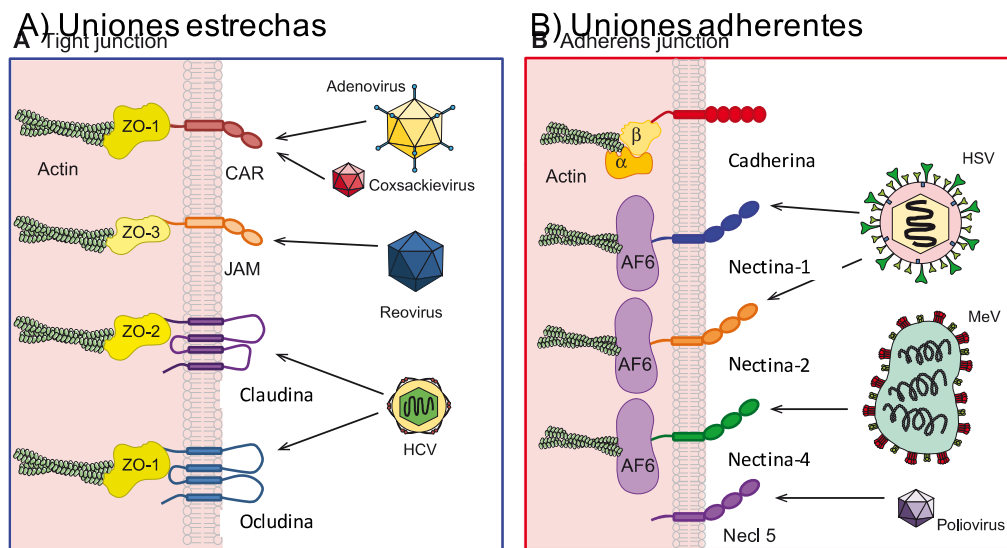 A) Uniones estrechas
A Tight junction
Adenovirus
ZO-1
Actin
CAR
Coxsackievirus
ZO-3
JAM
Reovirus
ZO-2
Claudina
HCV
ZO-1
Ocludina
B) Uniones adherentes
B Adherens junction
β
α
Actin
Cadherina
HSV
AF6
Nectina-1
MeV
AF6
Nectina-2
AF6
Nectina-4
Poliovirus
Necl 5